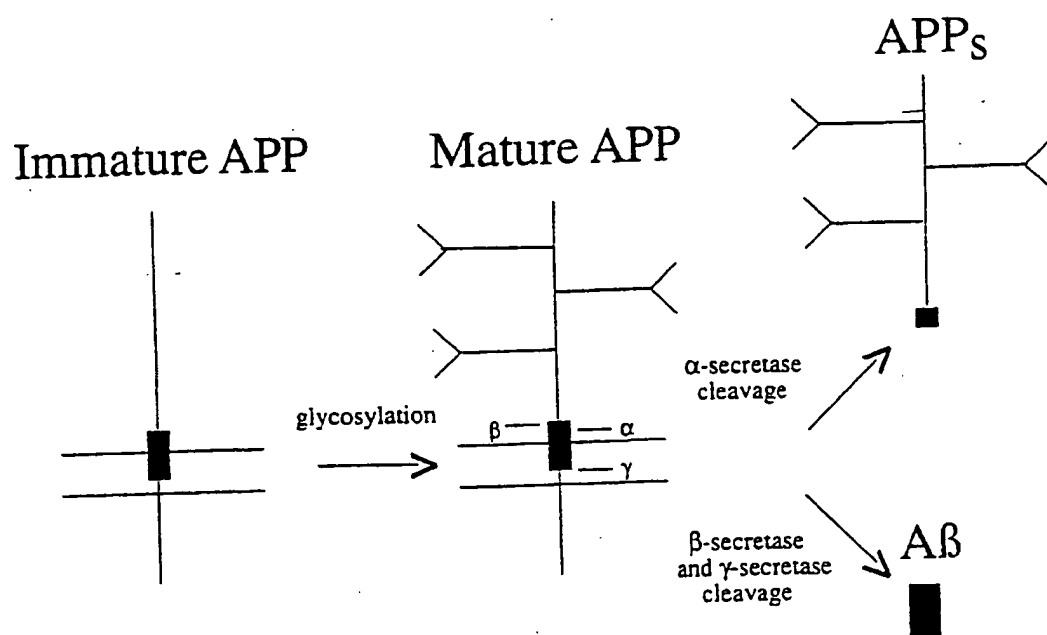 APPs
Immature APP
Mature APP
α-secretase
cleavage
glycosylation
β
α
γ
β-secretase
and γ-secretase
cleavage
Aß